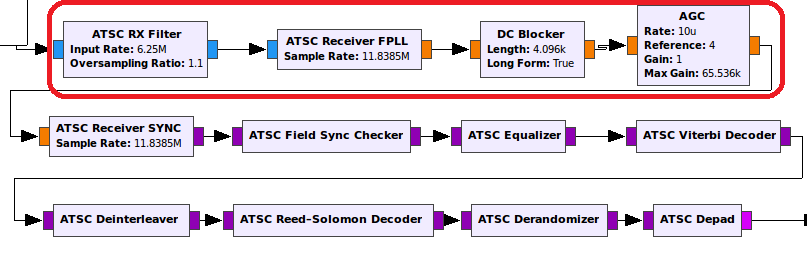 ATSC RX Filter
Input Rate: 6.25M
Oversampling Ratio: 1.1
ATSC Receiver FPLL
Sample Rate: 11.8385M
DC Blocker
Length: 4.096k
Long Form: True
AGC
Rate: 10u
Reference: 4
Gain: 1
Max Gain: 65.536k
ATSC Receiver SYNC
Sample Rate: 11.8385M
ATSC Field Sync Checker
ATSC Equalizer
ATSC Viterbi Decoder
ATSC Deinterleaver
ATSC Reed-Solomon Decoder
ATSC Derandomizer
ATSC Depad